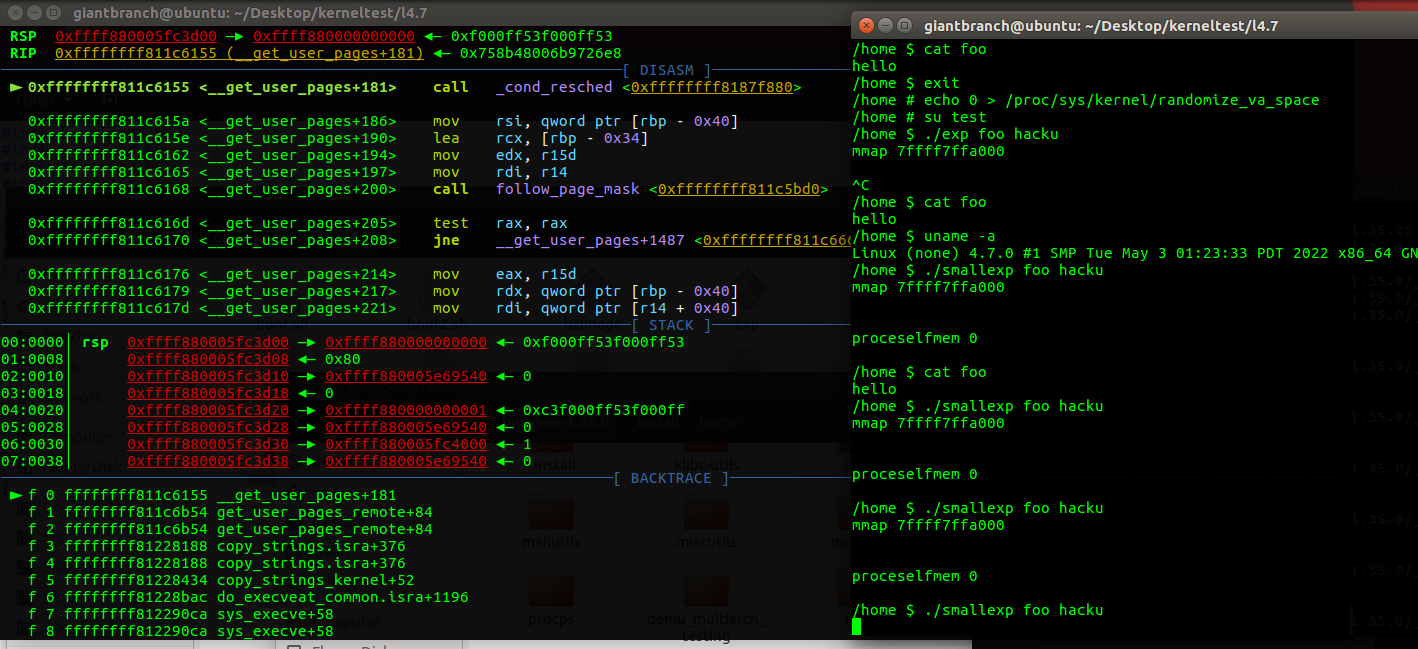 giantbranch@ubuntu: ~/Desktop/kerneltest/l4.7
RSP 0xffff880005fc3d00 —▸ 0xffff880000000000 ◂— 0xf000ff53f000ff53
RIP 0xffffffff811c6155 (__get_user_pages+181) ◂— 0x758b48006b9726e8
[ DISASM ]
► 0xffffffff811c6155 <__get_user_pages+181> call _cond_resched <0xffffffff8187f880>
0xffffffff811c615a <__get_user_pages+186> mov rsi, qword ptr [rbp - 0x40]
0xffffffff811c615e <__get_user_pages+190> lea rcx, [rbp - 0x34]
0xffffffff811c6162 <__get_user_pages+194> mov edx, r15d
0xffffffff811c6165 <__get_user_pages+197> mov rdi, r14
0xffffffff811c6168 <__get_user_pages+200> call follow_page_mask <0xffffffff811c5bd0>
0xffffffff811c616d <__get_user_pages+205> test rax, rax
0xffffffff811c6170 <__get_user_pages+208> jne __get_user_pages+1487 <0xffffffff811c666
0xffffffff811c6176 <__get_user_pages+214> mov eax, r15d
0xffffffff811c6179 <__get_user_pages+217> mov rdx, qword ptr [rbp - 0x40]
0xffffffff811c617d <__get_user_pages+221> mov rdi, qword ptr [r14 + 0x40]
[ STACK ]
00:0000│ rsp 0xffff880005fc3d00 —▸ 0xffff880000000000 ◂— 0xf000ff53f000ff53
01:0008│ 0xffff880005fc3d08 ◂— 0x80
02:0010│ 0xffff880005fc3d10 —▸ 0xffff880005e69540 ◂— 0
03:0018│ 0xffff880005fc3d18 ◂— 0
04:0020│ 0xffff880005fc3d20 —▸ 0xffff880000000001 ◂— 0xc3f000ff53f000ff
05:0028│ 0xffff880005fc3d28 —▸ 0xffff880005e69540 ◂— 0
06:0030│ 0xffff880005fc3d30 —▸ 0xffff880005fc4000 ◂— 1
07:0038│ 0xffff880005fc3d38 —▸ 0xffff880005e69540 ◂— 0
[ BACKTRACE ]
► f 0 ffffffff811c6155 __get_user_pages+181
f 1 ffffffff811c6b54 get_user_pages_remote+84
f 2 ffffffff811c6b54 get_user_pages_remote+84
f 3 ffffffff81228188 copy_strings.isra+376
f 4 ffffffff81228188 copy_strings.isra+376
f 5 ffffffff81228434 copy_strings_kernel+52
f 6 ffffffff81228bac do_execveat_common.isra+1196
f 7 ffffffff812290ca sys_execve+58
f 8 ffffffff812290ca sys_execve+58
mallutils
miscutils
procps
qemu_multiarch_
testing
giantbranch@ubuntu: ~/Desktop/kerneltest/l4.7
/home $ cat foo
hello
/home $ exit
/home # echo 0 > /proc/sys/kernel/randomize_va_space
/home # su test
/home $ ./exp foo hacku
mmap 7ffff7ffa000
^C
/home $ cat foo
hello
/home $ uname -a
Linux (none) 4.7.0 #1 SMP Tue May 3 01:23:33 PDT 2022 x86_64 GN
/home $ ./smallexp foo hacku
mmap 7ffff7ffa000
proceselfmem 0
/home $ cat foo
hello
/home $ ./smallexp foo hacku
mmap 7ffff7ffa000
proceselfmem 0
/home $ ./smallexp foo hacku
mmap 7ffff7ffa000
proceselfmem 0
/home $ ./smallexp foo hacku